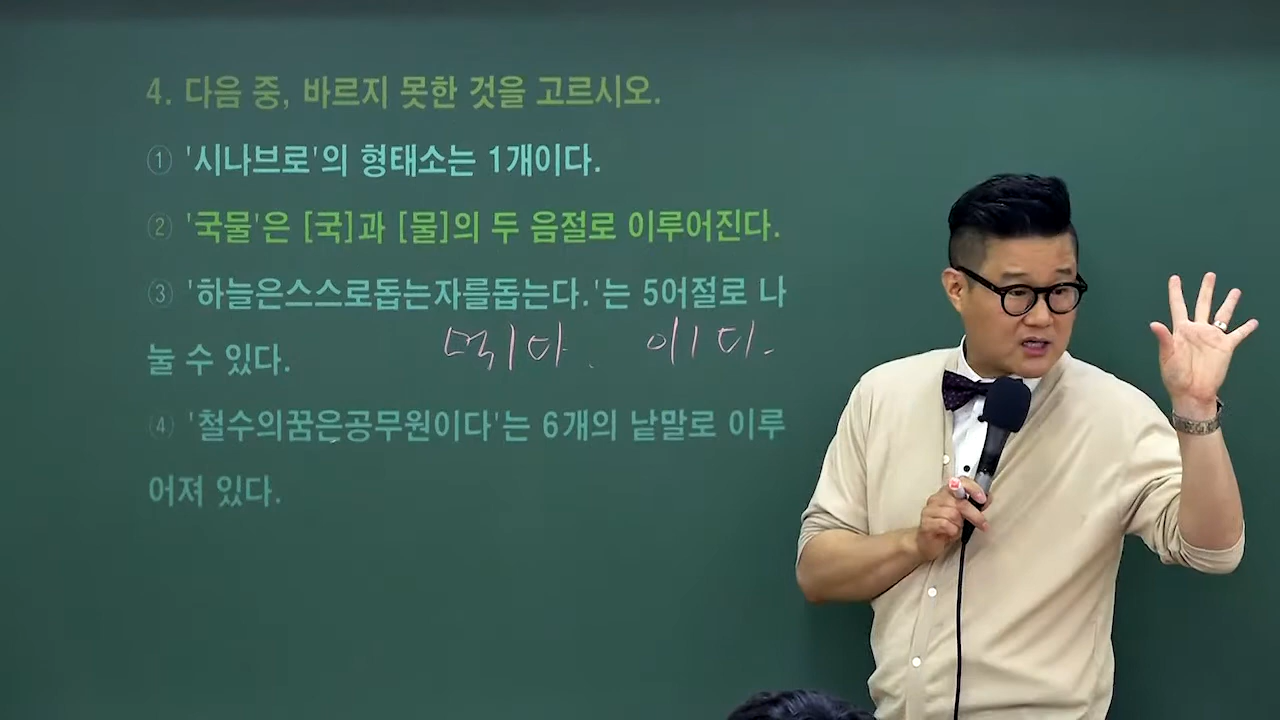 4. 다음 중, 바르지 못한 것을 고르시오.
① '시나브로'의 형태소는 1개이다.
② '국물'은 [국]과 [물]의 두 음절로 이루어진다.
③ '하늘은스스로돕는자를돕는다.'는 5어절로 나
눌 수 있다.
먹이다. 이다.
④ '철수의꿈은공무원이다'는 6개의 낱말로 이루
어져 있다.